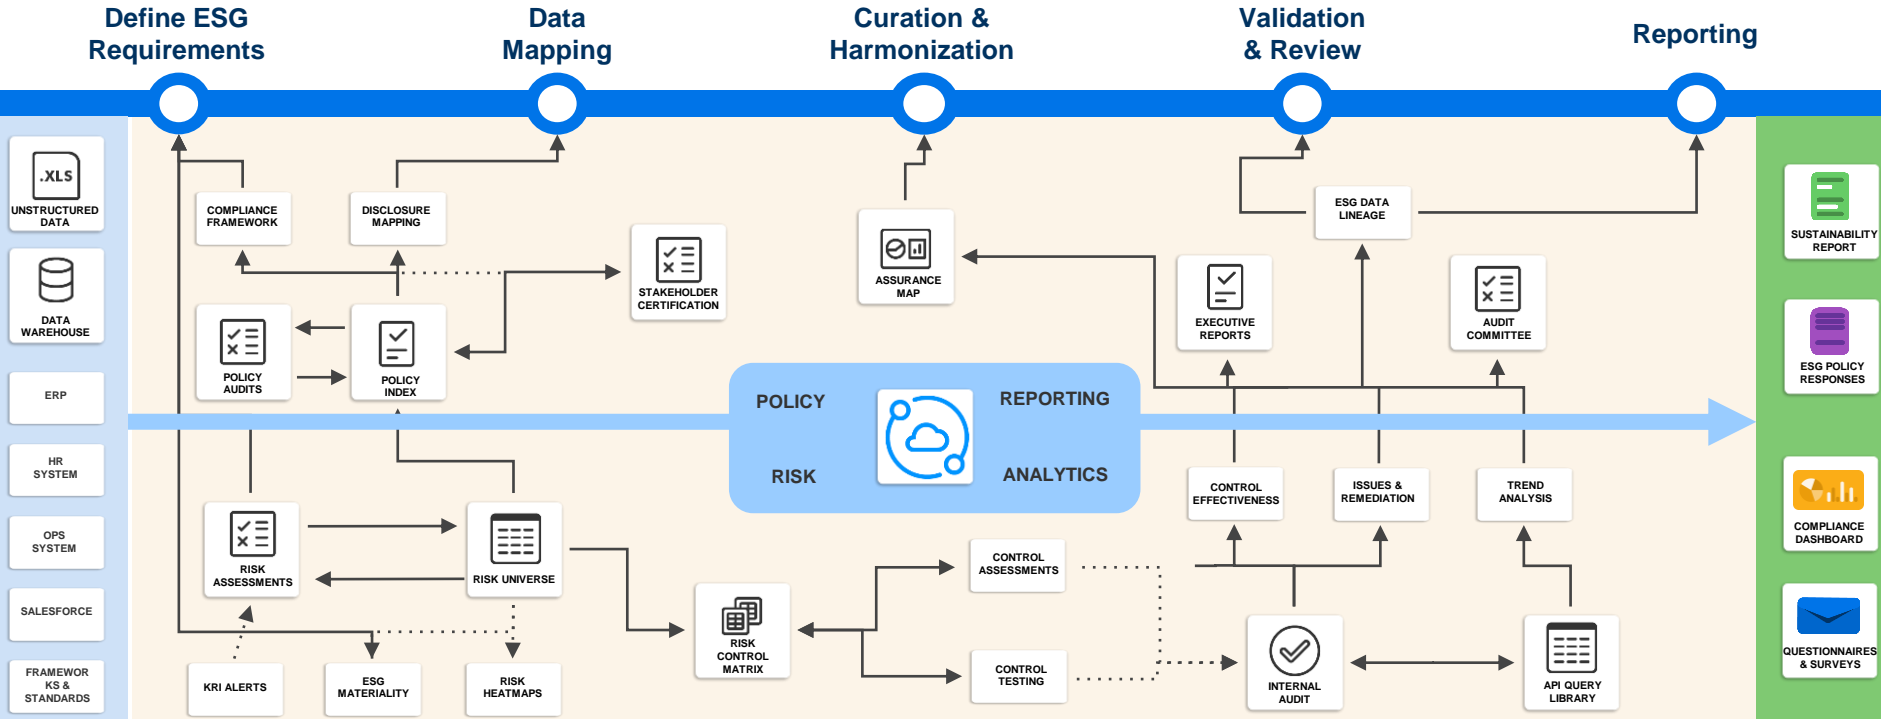 Define ESG
Requirements
Data
Mapping
Curation &
Harmonization
Validation
& Review
Reporting
.XLS
UNSTRUCTURED
DATA
DATA
WAREHOUSE
ERP
HR
SYSTEM
OPS
SYSTEM
SALESFORCE
FRAMEWOR
KS &
STANDARDS
COMPLIANCE
FRAMEWORK
DISCLOSURE
MAPPING
STAKEHOLDER
CERTIFICATION
POLICY
AUDITS
POLICY
INDEX
ASSURANCE
MAP
ESG DATA
LINEAGE
EXECUTIVE
REPORTS
AUDIT
COMMITTEE
POLICY
REPORTING
RISK
ANALYTICS
RISK
ASSESSMENTS
RISK UNIVERSE
KRI ALERTS
ESG
MATERIALITY
RISK
HEATMAPS
RISK
CONTROL
MATRIX
CONTROL
ASSESSMENTS
CONTROL
TESTING
CONTROL
EFFECTIVENESS
ISSUES &
REMEDIATION
TREND
ANALYSIS
INTERNAL
AUDIT
API QUERY
LIBRARY
SUSTAINABILITY
REPORT
ESG POLICY
RESPONSES
COMPLIANCE
DASHBOARD
QUESTIONNAIRES
& SURVEYS